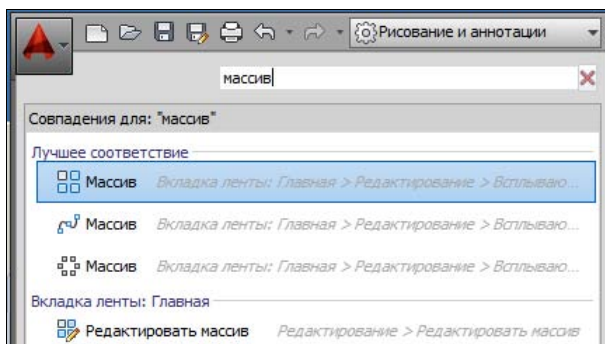 Рисование и аннотации
массив
Совпадения для: "массив"
Лучшее соответствие
Массив Вкладка ленты: Главная > Редактирование > Всплываю...
Массив Вкладка ленты: Главная > Редактирование > Всплываю...
Массив Вкладка ленты: Главная > Редактирование > Всплываю...
Вкладка ленты: Главная
Редактировать массив Редактирование > Редактировать массив